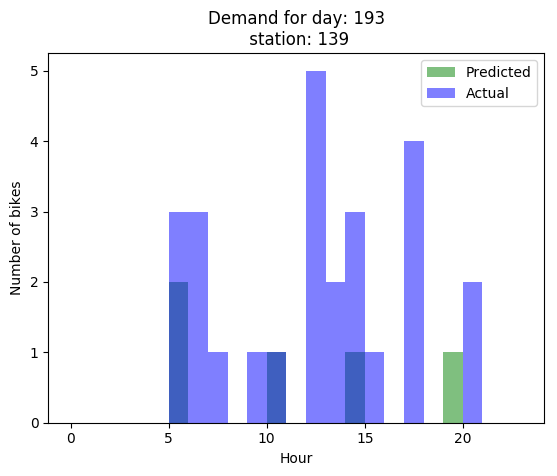 Demand for day: 193
station: 139
Predicted
Actual
Number of bikes
5
4
3
2
1
0
0
5
10
15
20
Hour